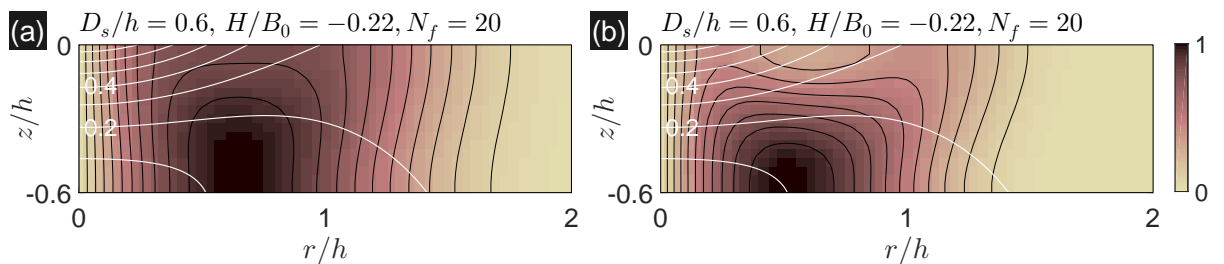 (a) D_s/h = 0.6, H/B_0 = −0.22, N_f = 20
0
z/h
-0.6
0.4
0.2
0 1 2
r/h
(b) D_s/h = 0.6, H/B_0 = −0.22, N_f = 20
0
z/h
-0.6
0.4
0.2
0 1 2
r/h
1
0